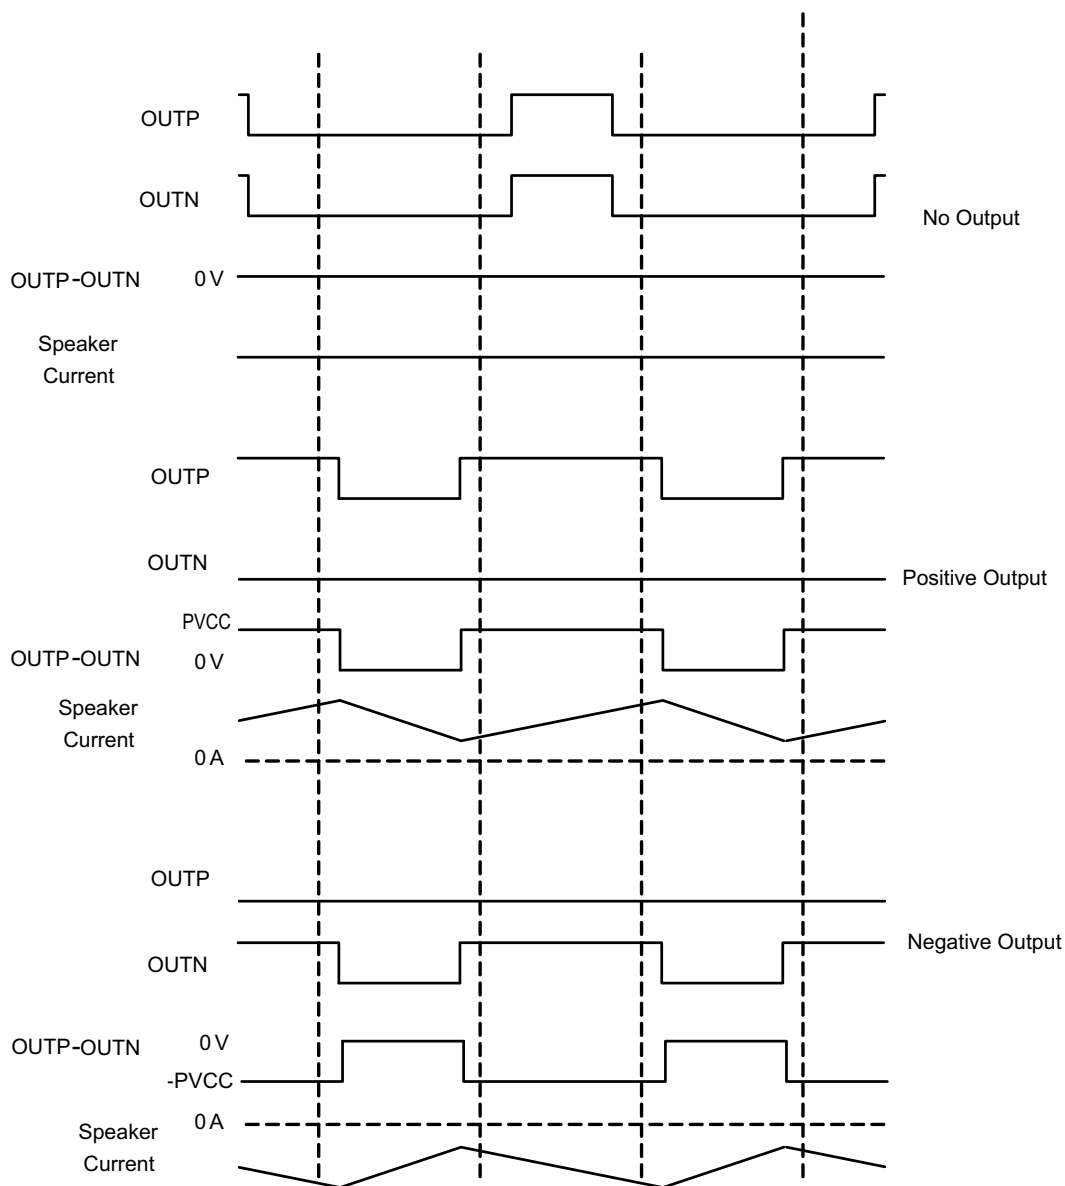 OUTP
OUTN
No Output
OUTP-OUTN 0 V
Speaker
Current
OUTP
OUTN
Positive Output
PVCC
OUTP-OUTN 0 V
Speaker
Current
0 A
OUTP
Negative Output
OUTN
OUTP-OUTN 0 V
-PVCC
0 A
Speaker
Current